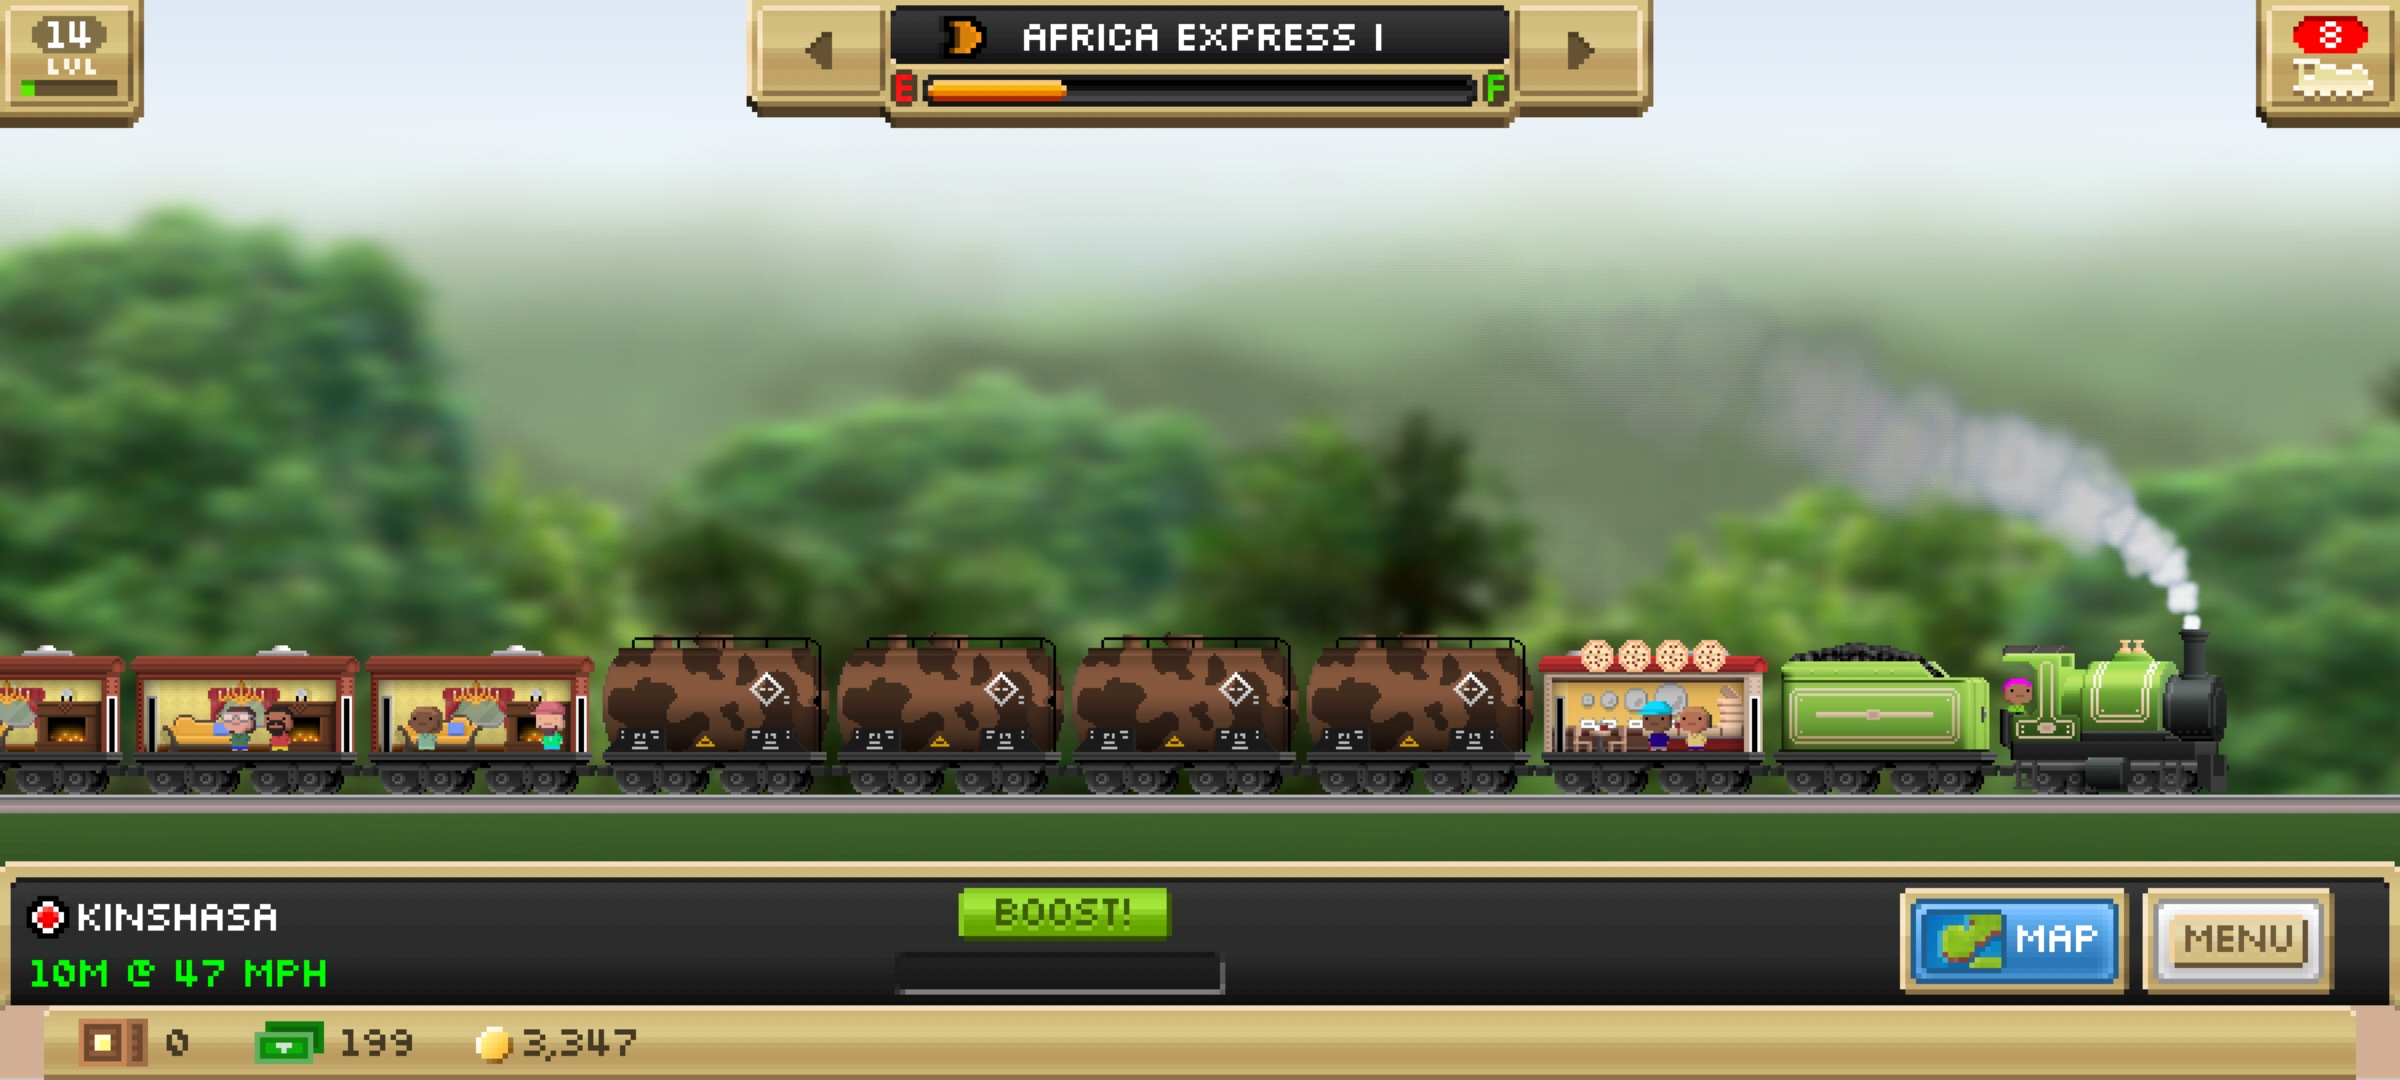 14
LVL
AFRICA EXPRESS I
E F
8
KINSHASA
10M @ 47 MPH
BOOST!
MAP
MENU
0
199
3,347